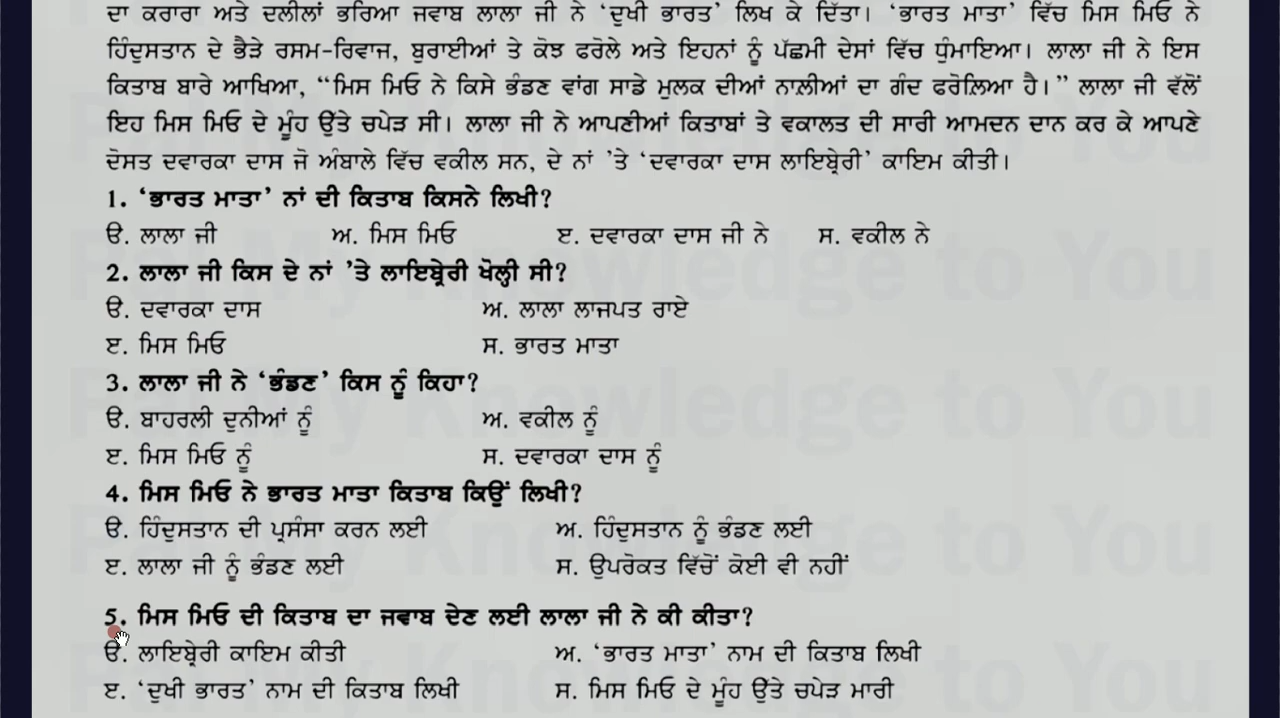 ਦਾ ਕਰਾਰਾ ਅਤੇ ਦਲੀਲਾਂ ਭਰਿਆ ਜਵਾਬ ਲਾਲਾ ਜੀ ਨੇ ‘ਦੁਖੀ ਭਾਰਤ’ ਲਿਖ ਕੇ ਦਿੱਤਾ। ‘ਭਾਰਤ ਮਾਤਾ’ ਵਿੱਚ ਮਿਸ ਮਿਓ ਨੇ
ਹਿੰਦੁਸਤਾਨ ਦੇ ਭੈੜੇ ਰਸਮ-ਰਿਵਾਜ, ਬੁਰਾਈਆਂ ਤੇ ਕੋਝ ਫਰੋਲੇ ਅਤੇ ਇਹਨਾਂ ਨੂੰ ਪੱਛਮੀ ਦੇਸਾਂ ਵਿੱਚ ਧੁੰਮਾਇਆ। ਲਾਲਾ ਜੀ ਨੇ ਇਸ
ਕਿਤਾਬ ਬਾਰੇ ਆਖਿਆ, “ਮਿਸ ਮਿਓ ਨੇ ਕਿਸੇ ਭੰਡਣ ਵਾਂਗ ਸਾਡੇ ਮੁਲਕ ਦੀਆਂ ਨਾਲ਼ੀਆਂ ਦਾ ਗੰਦ ਫਰੋਲ਼ਿਆ ਹੈ।” ਲਾਲਾ ਜੀ ਵੱਲੋਂ
ਇਹ ਮਿਸ ਮਿਓ ਦੇ ਮੂੰਹ ਉੱਤੇ ਚਪੇੜ ਸੀ। ਲਾਲਾ ਜੀ ਨੇ ਆਪਣੀਆਂ ਕਿਤਾਬਾਂ ਤੇ ਵਕਾਲਤ ਦੀ ਸਾਰੀ ਆਮਦਨ ਦਾਨ ਕਰ ਕੇ ਆਪਣੇ
ਦੋਸਤ ਦਵਾਰਕਾ ਦਾਸ ਜੋ ਅੰਬਾਲੇ ਵਿੱਚ ਵਕੀਲ ਸਨ, ਦੇ ਨਾਂ ’ਤੇ ‘ਦਵਾਰਕਾ ਦਾਸ ਲਾਇਬ੍ਰੇਰੀ’ ਕਾਇਮ ਕੀਤੀ।
1. ‘ਭਾਰਤ ਮਾਤਾ’ ਨਾਂ ਦੀ ਕਿਤਾਬ ਕਿਸਨੇ ਲਿਖੀ?
ੳ. ਲਾਲਾ ਜੀ ਅ. ਮਿਸ ਮਿਓ ੲ. ਦਵਾਰਕਾ ਦਾਸ ਜੀ ਨੇ ਸ. ਵਕੀਲ ਨੇ
2. ਲਾਲਾ ਜੀ ਕਿਸ ਦੇ ਨਾਂ ’ਤੇ ਲਾਇਬ੍ਰੇਰੀ ਖੋਲ੍ਹੀ ਸੀ?
ੳ. ਦਵਾਰਕਾ ਦਾਸ ਅ. ਲਾਲਾ ਲਾਜਪਤ ਰਾਏ
ੲ. ਮਿਸ ਮਿਓ ਸ. ਭਾਰਤ ਮਾਤਾ
3. ਲਾਲਾ ਜੀ ਨੇ ‘ਭੰਡਣ’ ਕਿਸ ਨੂੰ ਕਿਹਾ?
ੳ. ਬਾਹਰਲੀ ਦੁਨੀਆਂ ਨੂੰ ਅ. ਵਕੀਲ ਨੂੰ
ੲ. ਮਿਸ ਮਿਓ ਨੂੰ ਸ. ਦਵਾਰਕਾ ਦਾਸ ਨੂੰ
4. ਮਿਸ ਮਿਓ ਨੇ ਭਾਰਤ ਮਾਤਾ ਕਿਤਾਬ ਕਿਉਂ ਲਿਖੀ?
ੳ. ਹਿੰਦੁਸਤਾਨ ਦੀ ਪ੍ਰਸੰਸਾ ਕਰਨ ਲਈ ਅ. ਹਿੰਦੁਸਤਾਨ ਨੂੰ ਭੰਡਣ ਲਈ
ੲ. ਲਾਲਾ ਜੀ ਨੂੰ ਭੰਡਣ ਲਈ ਸ. ਉਪਰੋਕਤ ਵਿੱਚੋਂ ਕੋਈ ਵੀ ਨਹੀਂ
5. ਮਿਸ ਮਿਓ ਦੀ ਕਿਤਾਬ ਦਾ ਜਵਾਬ ਦੇਣ ਲਈ ਲਾਲਾ ਜੀ ਨੇ ਕੀ ਕੀਤਾ?
ੳ. ਲਾਇਬ੍ਰੇਰੀ ਕਾਇਮ ਕੀਤੀ ਅ. ‘ਭਾਰਤ ਮਾਤਾ’ ਨਾਮ ਦੀ ਕਿਤਾਬ ਲਿਖੀ
ੲ. ‘ਦੁਖੀ ਭਾਰਤ’ ਨਾਮ ਦੀ ਕਿਤਾਬ ਲਿਖੀ ਸ. ਮਿਸ ਮਿਓ ਦੇ ਮੂੰਹ ਉੱਤੇ ਚਪੇੜ ਮਾਰੀ